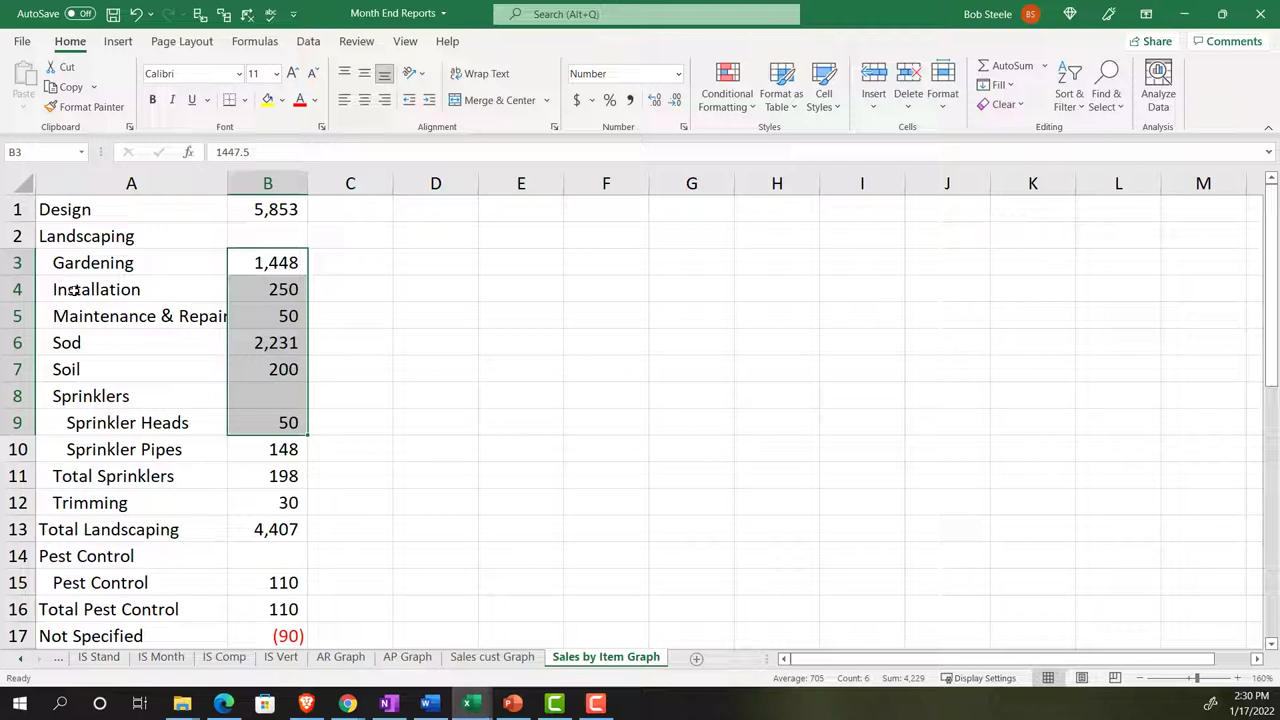 AutoSave Off Month End Reports Search (Alt+Q) Bob Steele BS
File Home Insert Page Layout Formulas Data Review View Help Share Comments
Paste Cut Copy Format Painter
Clipboard
Calibri 11
B I U
Font
Wrap Text
Merge & Center
Alignment
Number
$ % ,
Number
Conditional Formatting
Format as Table
Cell Styles
Styles
Insert Delete Format
Cells
AutoSum
Fill
Clear
Sort & Filter
Find & Select
Editing
Analyze Data
Analysis
B3 fx 1447.5
A B C D E F G H I J K L M
1 Design 5,853
2 Landscaping
3 Gardening 1,448
4 Installation 250
5 Maintenance & Repair 50
6 Sod 2,231
7 Soil 200
8 Sprinklers
9 Sprinkler Heads 50
10 Sprinkler Pipes 148
11 Total Sprinklers 198
12 Trimming 30
13 Total Landscaping 4,407
14 Pest Control
15 Pest Control 110
16 Total Pest Control 110
17 Not Specified (90)
... IS Stand IS Month IS Comp IS Vert AR Graph AP Graph Sales cust Graph Sales by Item Graph
Ready Average: 705 Count: 6 Sum: 4,229 Display Settings 160%
2:30 PM
1/17/2022